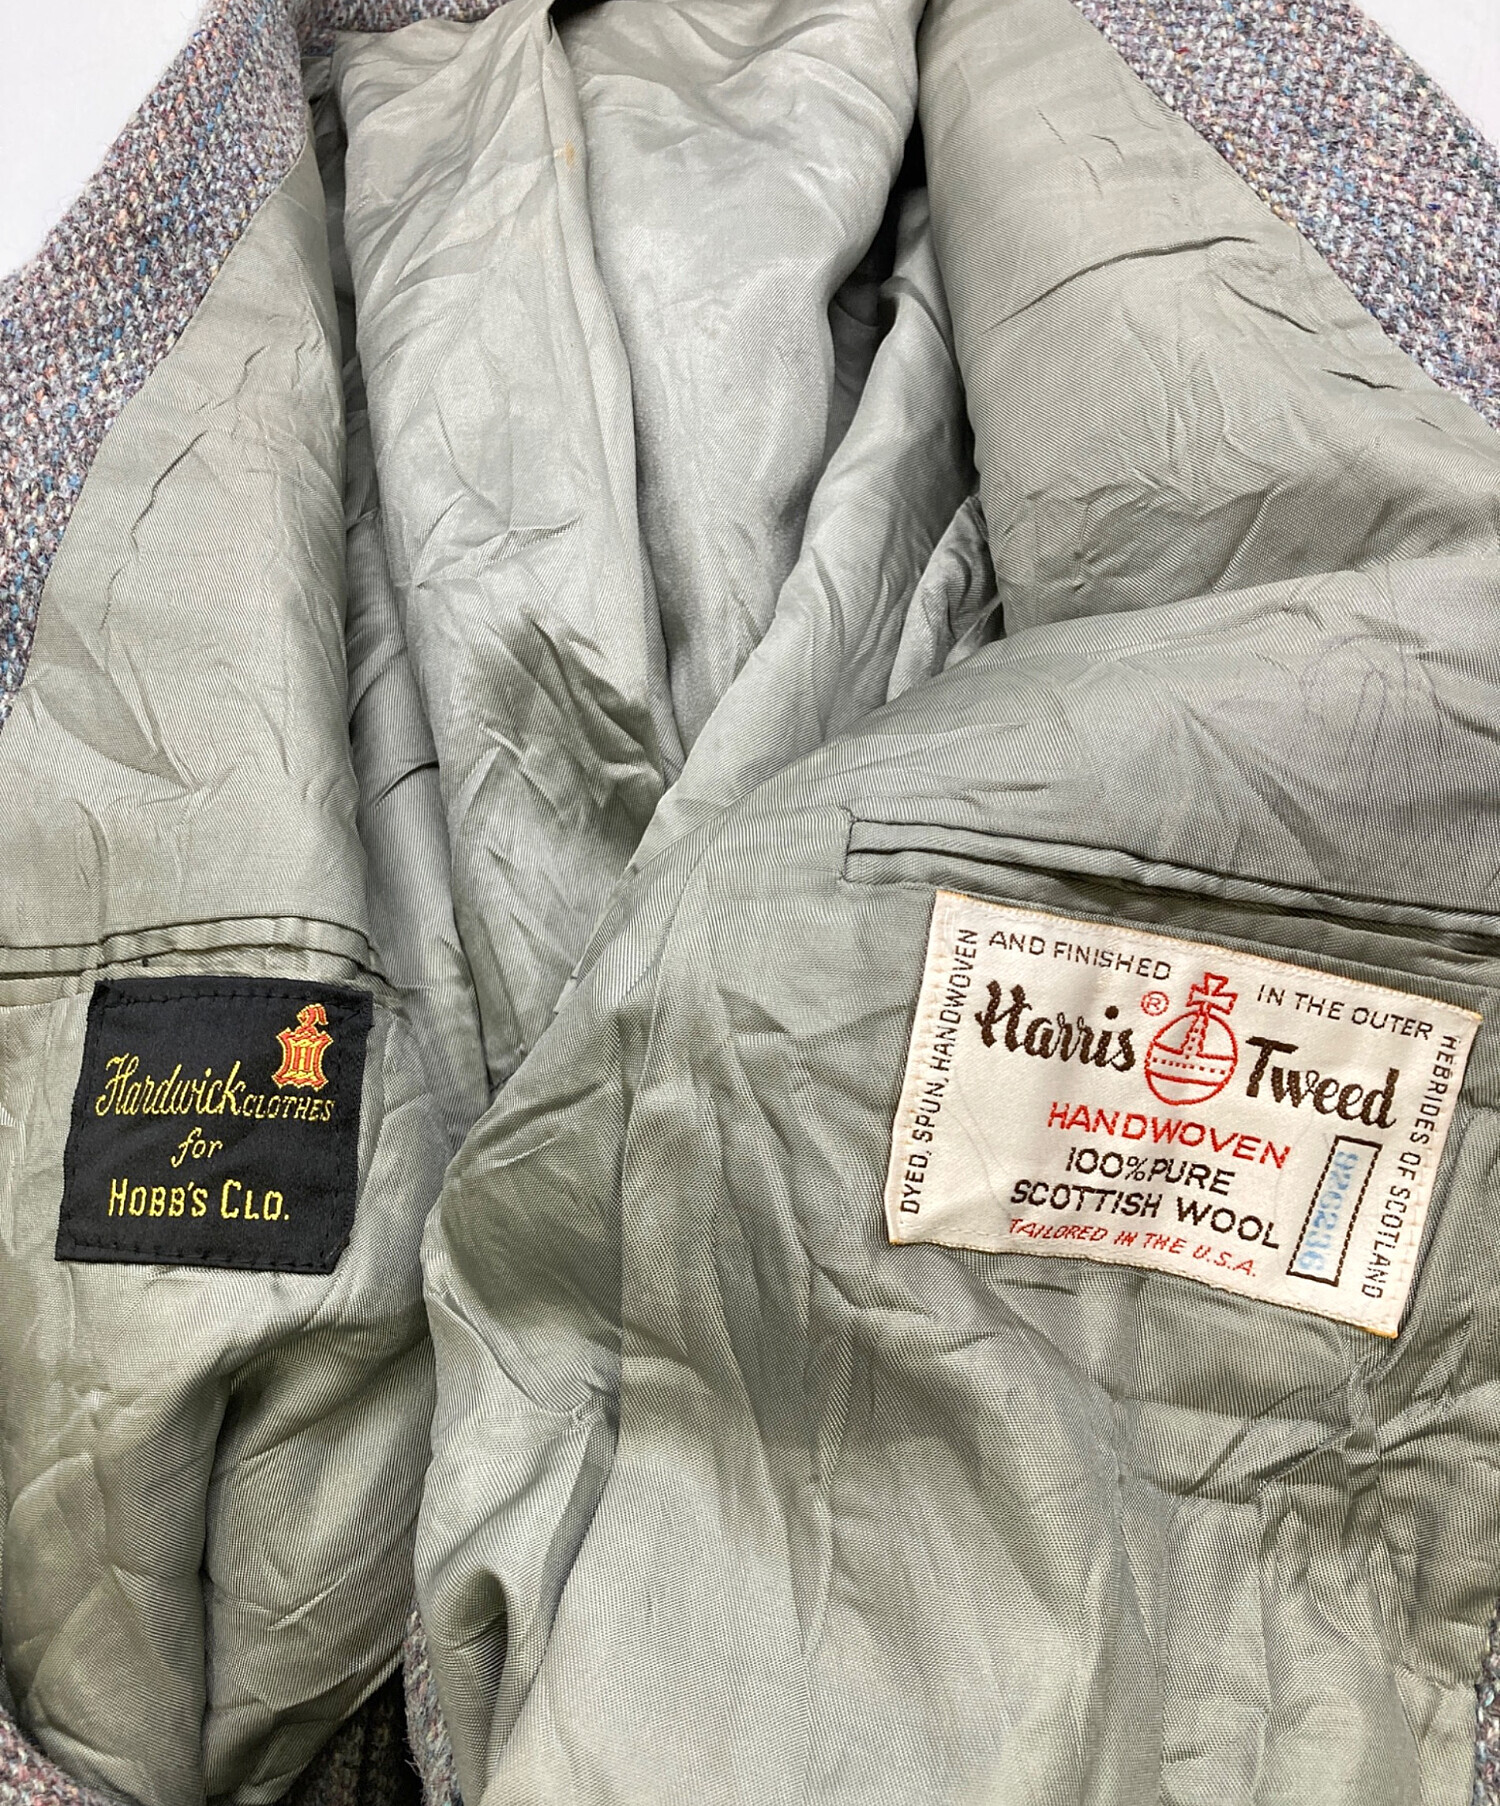 H
Hardwick CLOTHES
for
HOBB'S CLO.
DYED, SPUN, HANDWOVEN
AND FINISHED
IN THE OUTER
HEBRIDES OF SCOTLAND
Harris ® Tweed
HANDWOVEN
100% PURE
SCOTTISH WOOL
TAILORED IN THE U.S.A.